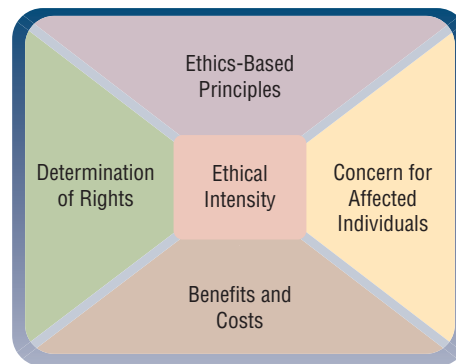 Ethics-Based
Principles
Determination
of Rights
Ethical
Intensity
Concern for
Affected
Individuals
Benefits and
Costs